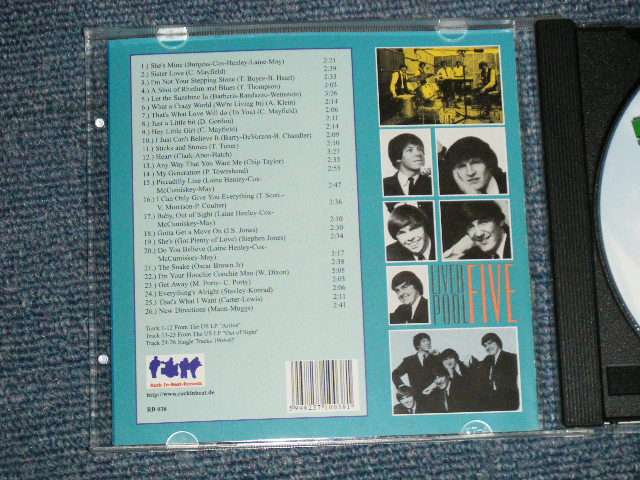 1.) She's Mine (Burgess-Cox-Henley-Laine-May) 2:21
2.) Sister Love (C. Mayfield) 2:39
3.) I'm Not Your Stepping Stone (T. Boyor-B. Heart) 2:33
4.) A Shot of Rhythm and Blues (T. Thompson) 2:03
5.) Let the Sunshine In (Barberis-Randazzo-Weinstein) 3:26
6.) What a Crazy World (We're Living In) (A. Klein) 2:14
7.) That's What Love will do (To You) (C. Mayfield) 2:06
8.) Just a Little bit (D. Gordon) 2:11
9.) Hey Little Girl (C. Mayfield) 2:14
10.) I Just Can't Believe It (Barry-DeVorzon-B. Chandler) 2:09
11.) Sticks and Stones (T. Tuner) 2:10
12.) Heart (Clark-Aber-Hatch) 3:27
13.) Any Way That You Want Me (Chip Taylor) 2:35
14.) My Generation (P. Townshend) 2:55
15.) Piccadilly Line (Laine Henley-Cox-
McCumiskey-May) 2:47
16.) I Can Only Give You Everything (T Scott.-
V. Morrison-P. Coulter) 2:36
17.) Baby, Out of Sight (Laine Henley-Cox-
McCumiskey-May) 2:10
18.) Gotta Get a Move On (J.S. Jones) 2:30
19.) She's (Got Plenty of Love) (Stephen Jones) 2:34
20.) Do You Believe (Laine Henley-Cox-
McCumiskey-May) 3:17
21.) The Snake (Oscar Brown Jr) 2:38
22.) I'm Your Hoochie Coochie Man (W. Dixon) 5:05
23.) Get Away (M. Porty- C. Porty) 2:03
24.) Everything's Alright (Stavley-Konrad) 2:06
25.) That's What I Want (Carter-Lewis) 2:11
26.) New Directions (Mann-Muggs) 2:41
Track 1-12 From The US LP "Arrive"
Track 13-23 From The US LP "Out of Sight"
Track 24-26 Single Tracks 1964-67
Rock-In-Beat-Records
http://www.rockinbeat.de
RB 038
5998257100381
LIVER
POOL
FIVE